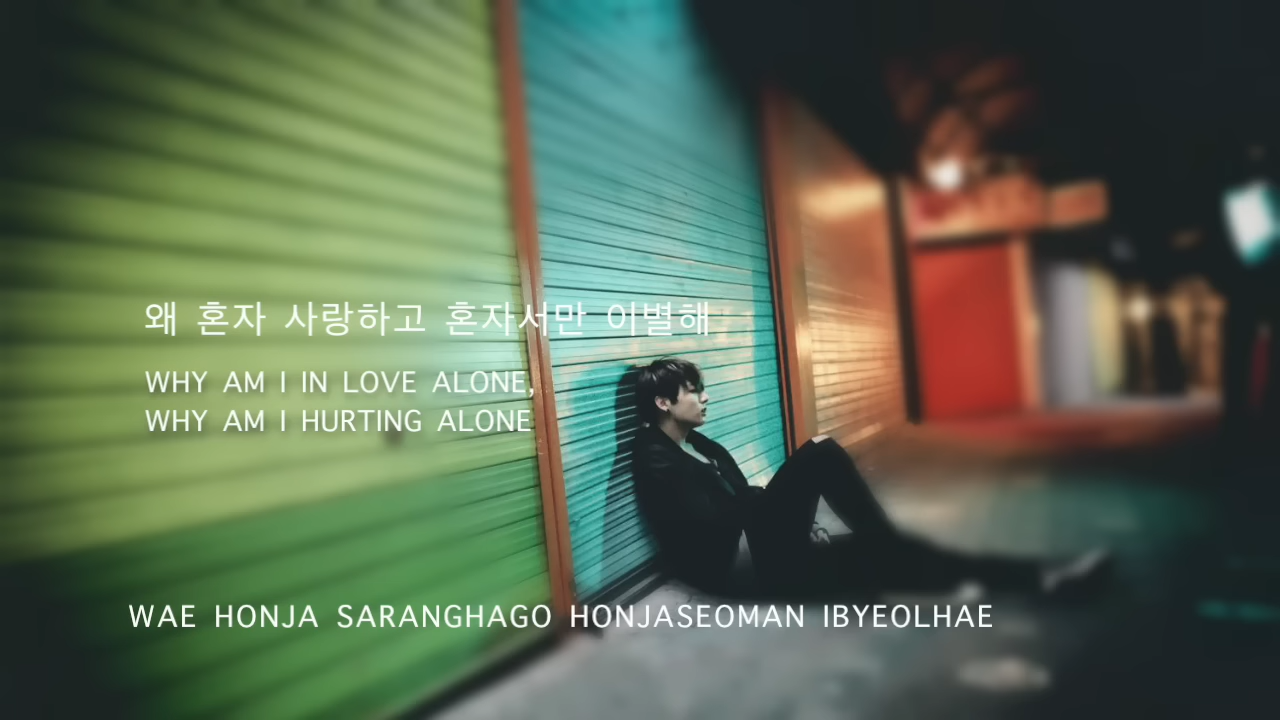 왜 혼자 사랑하고 혼자서만 이별해
WHY AM I IN LOVE ALONE,
WHY AM I HURTING ALONE
WAE HONJA SARANGHAGO HONJASEOMAN IBYEOLHAE